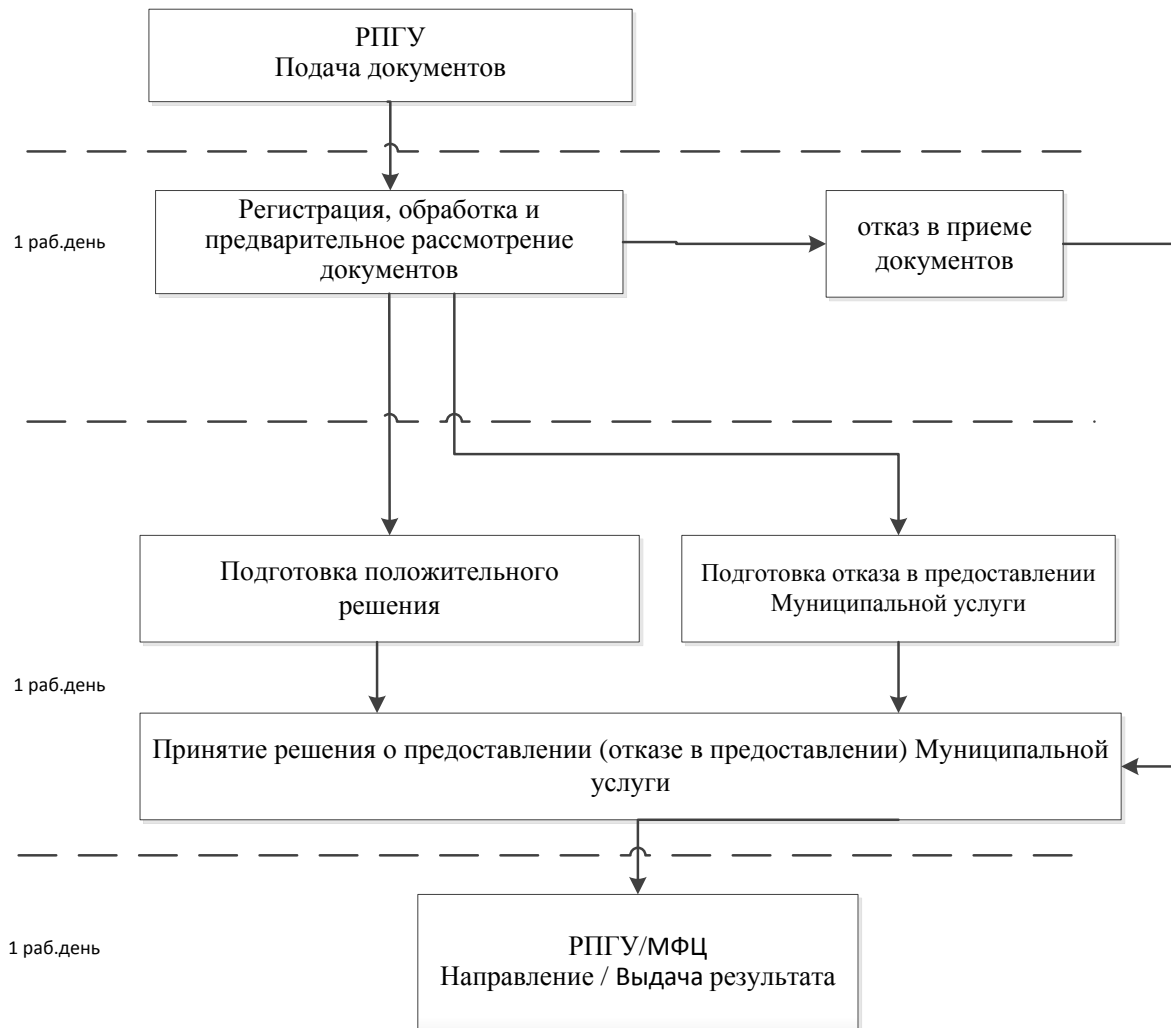 РПГУ
Подача документов
1 раб.день
Регистрация, обработка и
предварительное рассмотрение
документов
отказ в приеме
документов
Подготовка положительного
решения
Подготовка отказа в предоставлении
Муниципальной услуги
1 раб.день
Принятие решения о предоставлении (отказе в предоставлении) Муниципальной
услуги
1 раб.день
РПГУ/МФЦ
Направление / Выдача результата